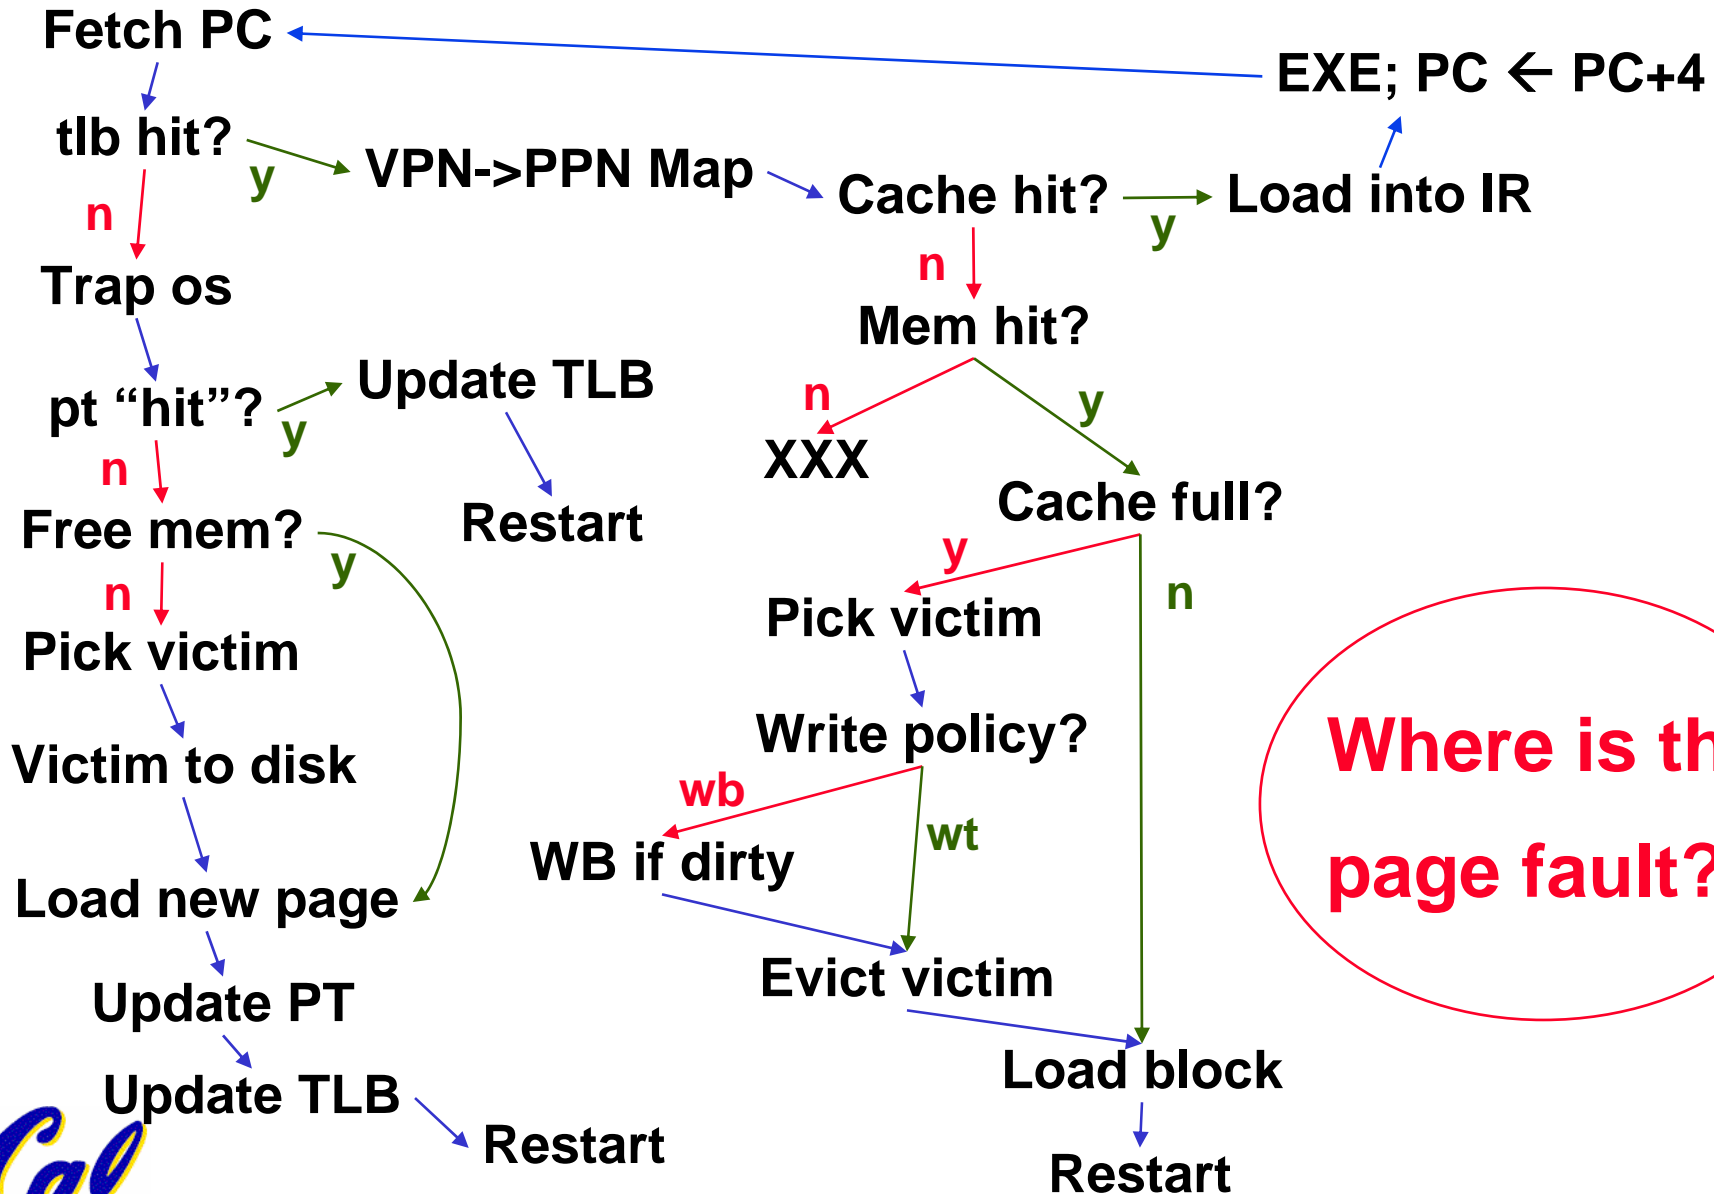 Fetch PC
EXE; PC ← PC+4
tlb hit?
y
VPN->PPN Map
Cache hit?
y
Load into IR
n
n
Trap os
Mem hit?
pt “hit”?
y
Update TLB
n
y
XXX
n
Restart
Cache full?
Free mem?
y
y
n
n
Pick victim
Pick victim
Victim to disk
Write policy?
wb
wt
WB if dirty
Load new page
Evict victim
Update PT
Load block
Update TLB
Restart
Restart
Where is th
page fault?
Cal